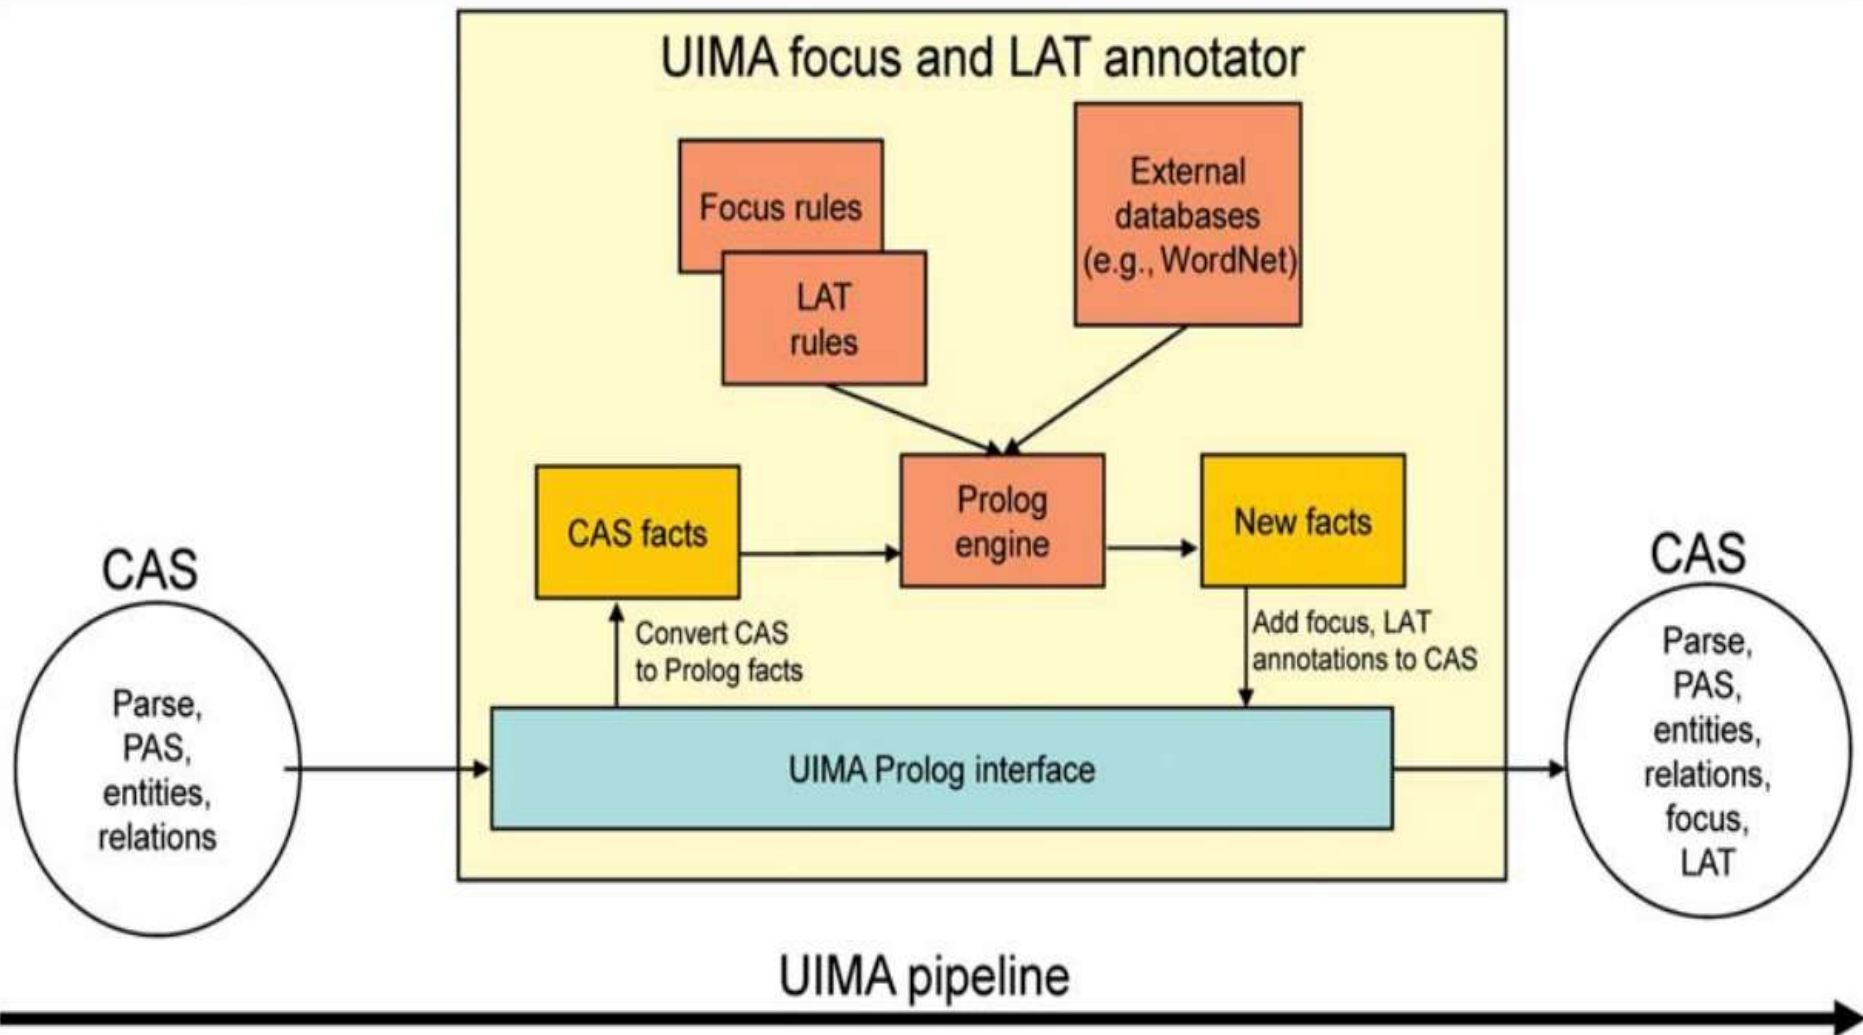 UIMA focus and LAT annotator
Focus rules
LAT
rules
External
databases
(e.g., WordNet)
CAS facts
Prolog
engine
New facts
Convert CAS
to Prolog facts
Add focus, LAT
annotations to CAS
UIMA Prolog interface
CAS
Parse,
PAS,
entities,
relations
CAS
Parse,
PAS,
entities,
relations,
focus,
LAT
UIMA pipeline